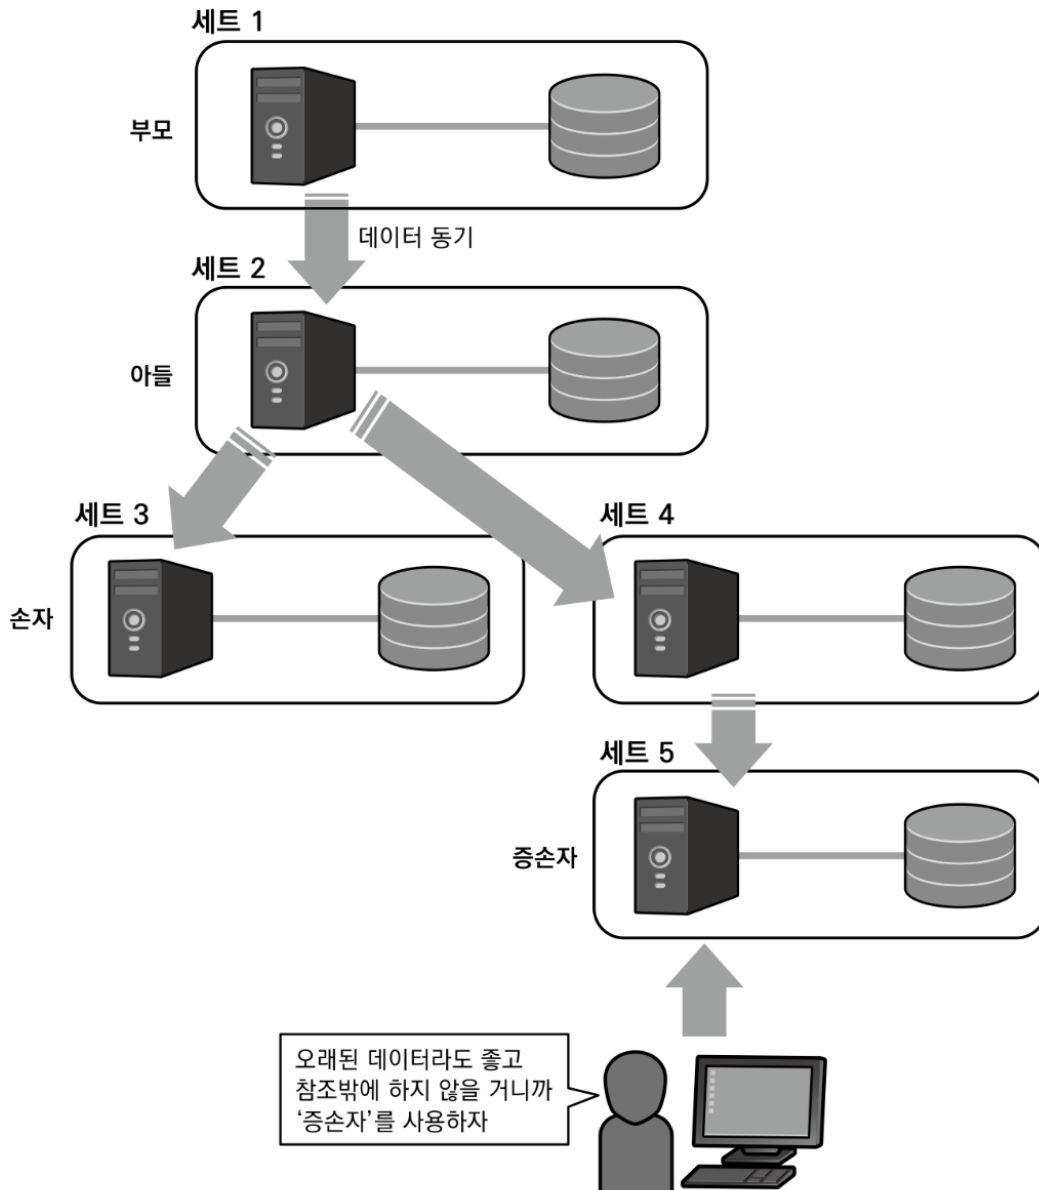 세트 1
부모
데이터 동기
세트 2
아들
세트 3
세트 4
손자
세트 5
증손자
오래된 데이터라도 좋고
참조밖에 하지 않을 거니까
‘증손자’를 사용하자